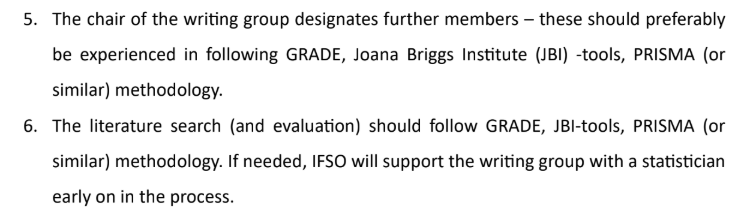 5. The chair of the writing group designates further members – these should preferably
be experienced in following GRADE, Joana Briggs Institute (JBI) -tools, PRISMA (or
similar) methodology.
6. The literature search (and evaluation) should follow GRADE, JBI-tools, PRISMA (or
similar) methodology. If needed, IFSO will support the writing group with a statistician
early on in the process.